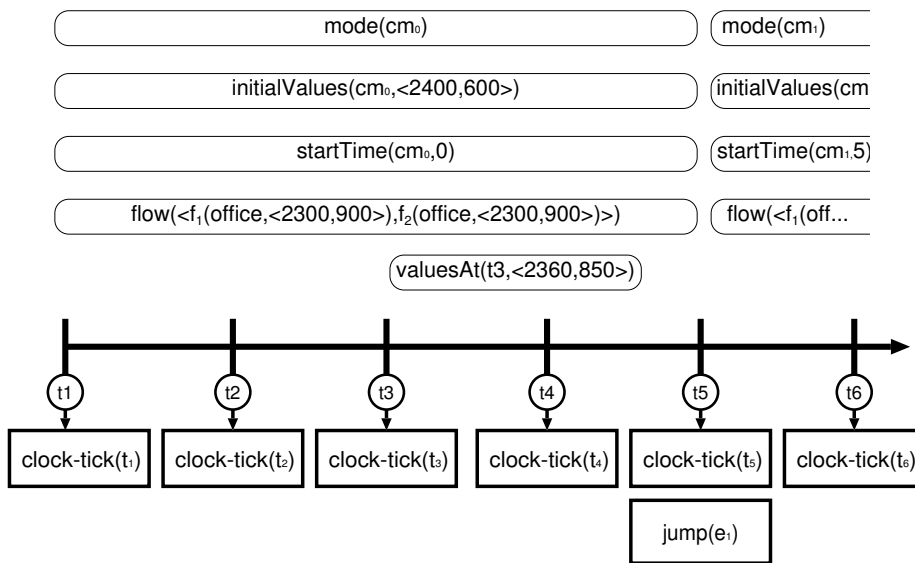 mode(cm₀) mode(cm₁)
initialValues(cm₀,<2400,600>) initialValues(cm
startTime(cm₀,0) startTime(cm₁,5)
flow(<f₁(office,<2300,900>),f₂(office,<2300,900>)>) flow(<f₁(off...
valuesAt(t3,<2360,850>)
t1 t2 t3 t4 t5 t6
clock-tick(t₁) clock-tick(t₂) clock-tick(t₃) clock-tick(t₄) clock-tick(t₅) clock-tick(t₆)
jump(e₁)